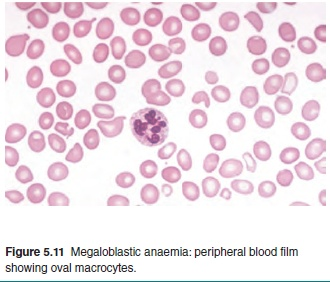 Figure 5.11 Megaloblastic anaemia: peripheral blood film
showing oval macrocytes.